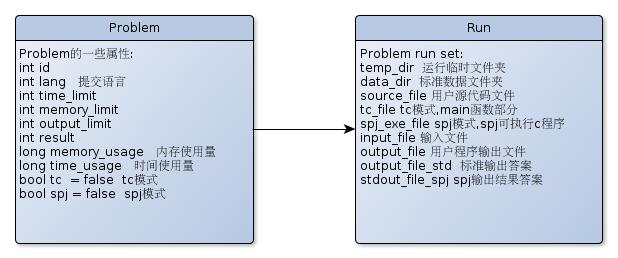 Problem
Problem的一些属性:
int id
int lang 提交语言
int time_limit
int memory_limit
int output_limit
int result
long memory_usage 内存使用量
long time_usage 时间使用量
bool tc = false tc模式
bool spj = false spj模式
Run
Problem run set:
temp_dir 运行临时文件夹
data_dir 标准数据文件夹
source_file 用户源代码文件
tc_file tc模式,main函数部分
spj_exe_file spj模式,spj可执行c程序
input_file 输入文件
output_file 用户程序输出文件
output_file_std 标准输出答案
stdout_file_spj spj输出结果答案